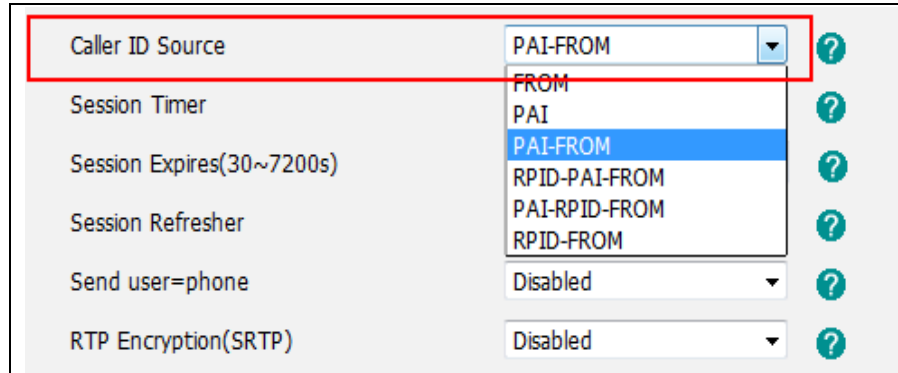 Caller ID Source PAI-FROM ?
FROM
Session Timer ?
PAI
PAI-FROM
Session Expires(30~7200s) ?
RPID-PAI-FROM
PAI-RPID-FROM
Session Refresher ?
RPID-FROM
Send user=phone Disabled ?
RTP Encryption(SRTP) Disabled ?